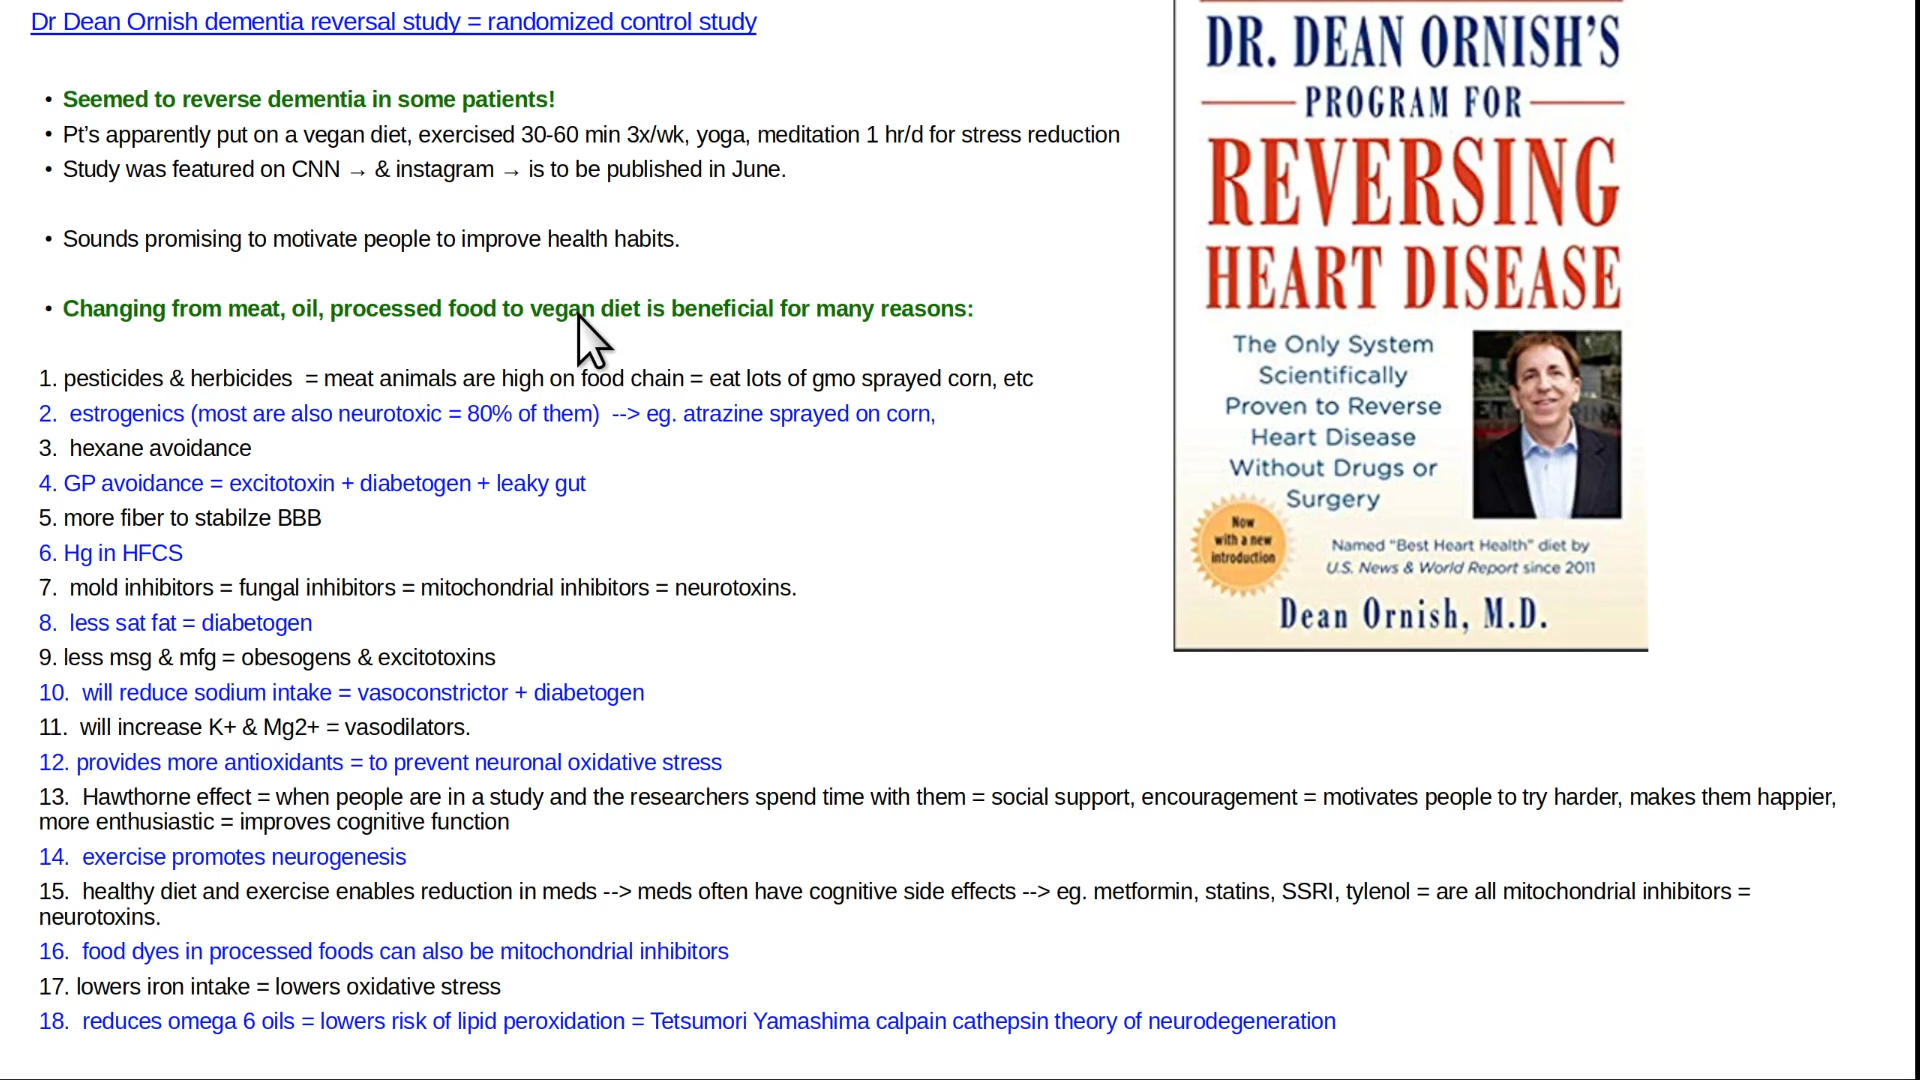 Dr Dean Ornish dementia reversal study = randomized control study
• Seemed to reverse dementia in some patients!
• Pt’s apparently put on a vegan diet, exercised 30-60 min 3x/wk, yoga, meditation 1 hr/d for stress reduction
• Study was featured on CNN → & instagram → is to be published in June.
• Sounds promising to motivate people to improve health habits.
• Changing from meat, oil, processed food to vegan diet is beneficial for many reasons:
1. pesticides & herbicides = meat animals are high on food chain = eat lots of gmo sprayed corn, etc
2. estrogenics (most are also neurotoxic = 80% of them) --> eg. atrazine sprayed on corn,
3. hexane avoidance
4. GP avoidance = excitotoxin + diabetogen + leaky gut
5. more fiber to stabilze BBB
6. Hg in HFCS
7. mold inhibitors = fungal inhibitors = mitochondrial inhibitors = neurotoxins.
8. less sat fat = diabetogen
9. less msg & mfg = obesogens & excitotoxins
10. will reduce sodium intake = vasoconstrictor + diabetogen
11. will increase K+ & Mg2+ = vasodilators.
12. provides more antioxidants = to prevent neuronal oxidative stress
13. Hawthorne effect = when people are in a study and the researchers spend time with them = social support, encouragement = motivates people to try harder, makes them happier,
more enthusiastic = improves cognitive function
14. exercise promotes neurogenesis
15. healthy diet and exercise enables reduction in meds --> meds often have cognitive side effects --> eg. metformin, statins, SSRI, tylenol = are all mitochondrial inhibitors =
neurotoxins.
16. food dyes in processed foods can also be mitochondrial inhibitors
17. lowers iron intake = lowers oxidative stress
18. reduces omega 6 oils = lowers risk of lipid peroxidation = Tetsumori Yamashima calpain cathepsin theory of neurodegeneration
DR. DEAN ORNISH’S
PROGRAM FOR
REVERSING
HEART DISEASE
The Only System
Scientifically
Proven to Reverse
Heart Disease
Without Drugs or
Surgery
Now
with a new
introduction
Named “Best Heart Health” diet by
U.S. News & World Report since 2011
Dean Ornish, M.D.